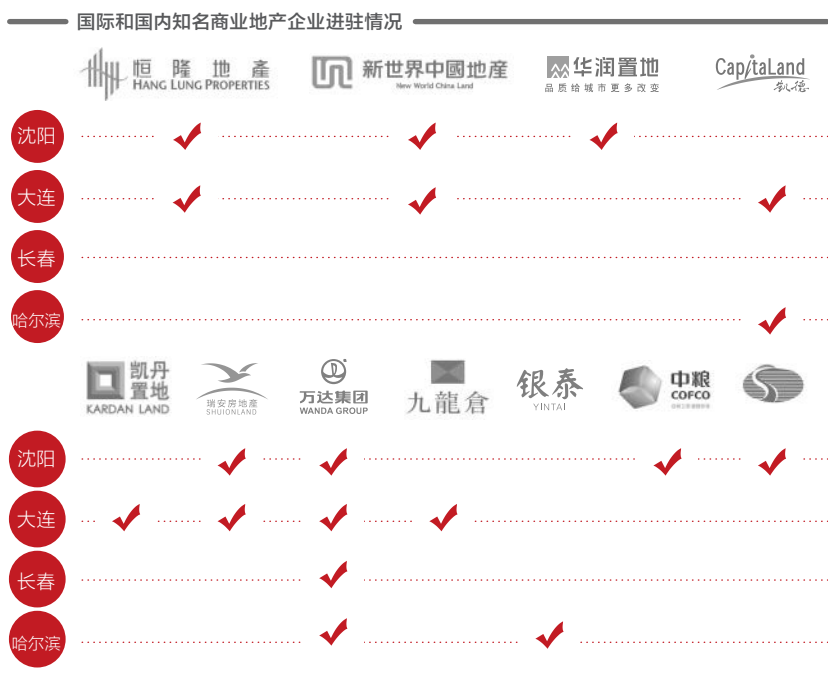 国际和国内知名商业地产企业进驻情况
恒隆地產 新世界中國地産 华润置地 CapitaLand
HANG LUNG PROPERTIES New World China Land 品质给城市更多改变 凯德
沈阳
大连
长春
哈尔滨
凯丹
置地 瑞安房地產 万达集团 九龍倉 银泰 中粮
KARDAN LAND SHUIONLAND WANDA GROUP YINTAI COFCO
沈阳
大连
长春
哈尔滨